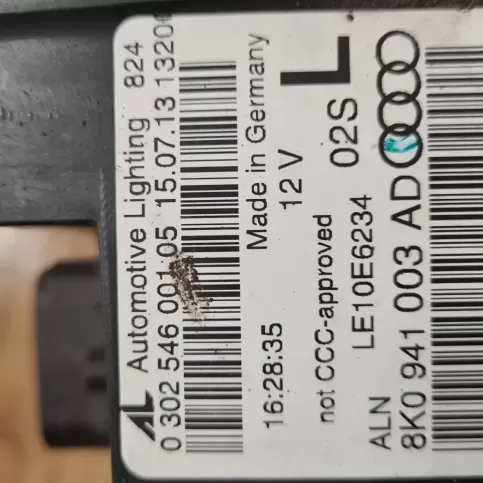 AL Automotive Lighting 824
0 302 546 001 05 15.07.13 1320
16:28:35 Made in Germany
not CCC-approved 12 V L
LE10E6234 02S
ALN
8K0 941 003 AD